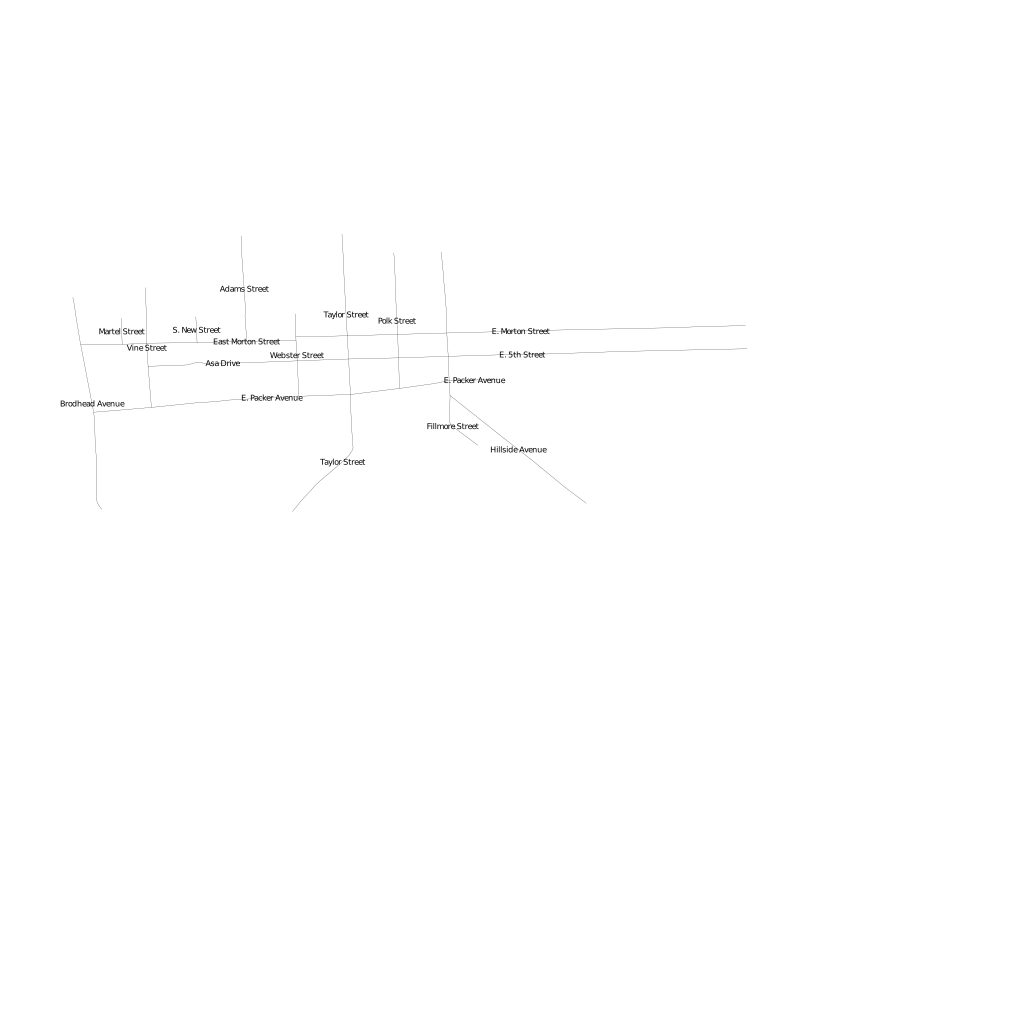 Adams Street
Taylor Street
Polk Street
Martel Street
S. New Street
E. Morton Street
East Morton Street
Vine Street
Webster Street
E. 5th Street
Asa Drive
E. Packer Avenue
E. Packer Avenue
Brodhead Avenue
Fillmore Street
Hillside Avenue
Taylor Street